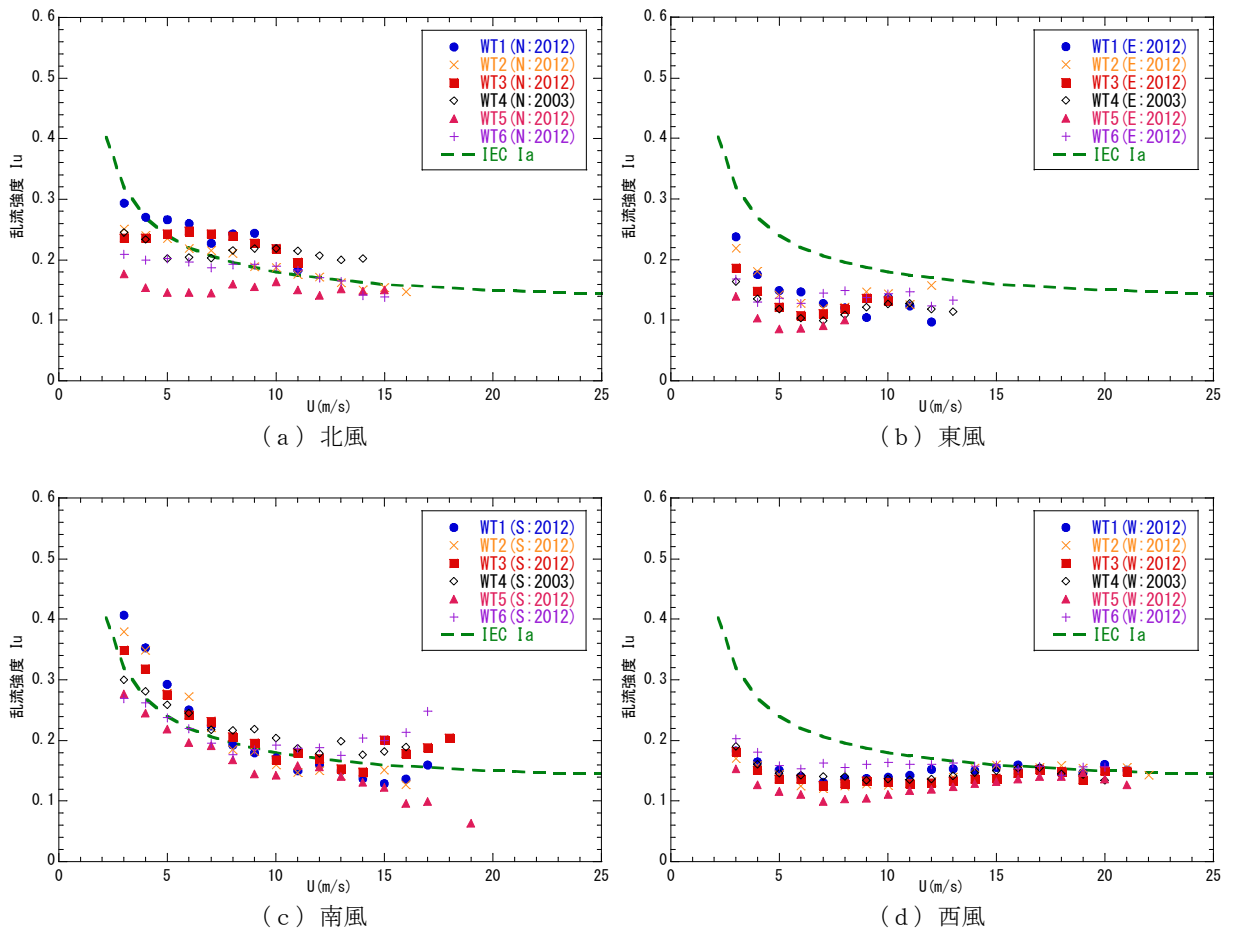 乱流強度 Iu
0.6
0.5
0.4
0.3
0.2
0.1
0
WT1(N:2012)
WT2(N:2012)
WT3(N:2012)
WT4(N:2003)
WT5(N:2012)
WT6(N:2012)
IEC Ia
0 5 10 15 20 25
U(m/s)
(a) 北風
乱流強度 Iu
0.6
0.5
0.4
0.3
0.2
0.1
0
WT1(E:2012)
WT2(E:2012)
WT3(E:2012)
WT4(E:2003)
WT5(E:2012)
WT6(E:2012)
IEC Ia
0 5 10 15 20 25
U(m/s)
(b) 東風
乱流強度 Iu
0.6
0.5
0.4
0.3
0.2
0.1
0
WT1(S:2012)
WT2(S:2012)
WT3(S:2012)
WT4(S:2003)
WT5(S:2012)
WT6(S:2012)
IEC Ia
0 5 10 15 20 25
U(m/s)
(c) 南風
乱流強度 Iu
0.6
0.5
0.4
0.3
0.2
0.1
0
WT1(W:2012)
WT2(W:2012)
WT3(W:2012)
WT4(W:2003)
WT5(W:2012)
WT6(W:2012)
IEC Ia
0 5 10 15 20 25
U(m/s)
(d) 西風